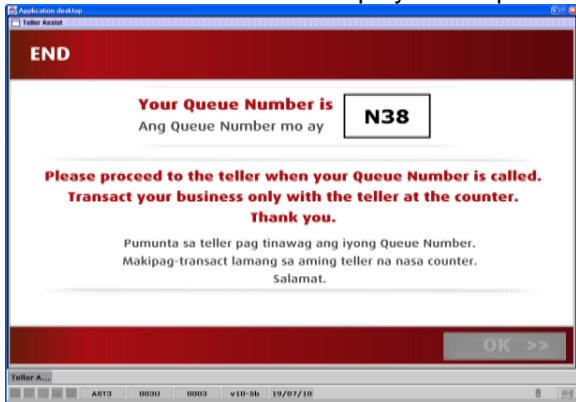 Application desktop
Teller Assist
END
Your Queue Number is
Ang Queue Number mo ay
N38
Please proceed to the teller when your Queue Number is called.
Transact your business only with the teller at the counter.
Thank you.
Pumunta sa teller pag tinawag ang iyong Queue Number.
Makipag-transact lamang sa aming teller na nasa counter.
Salamat.
OK >>
Teller A...
AST3 003U 0003 v10-5b 19/07/10